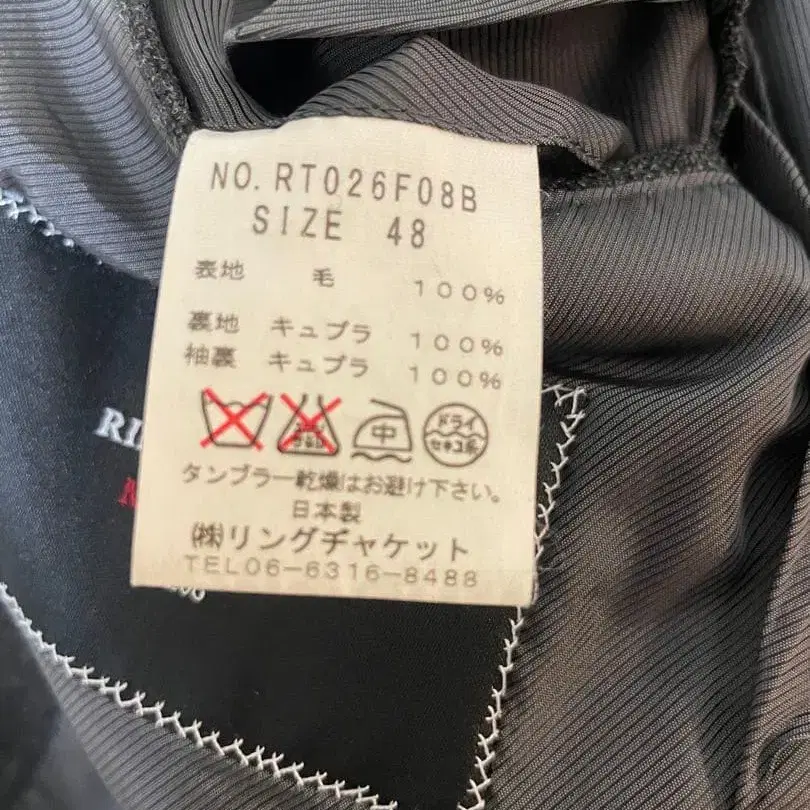 NO. RT026F08B
SIZE 48
表地 毛 100%
裏地 キュプラ 100%
袖裏 キュプラ 100%
中
ドライ
セキユ系
タンブラー乾燥はお避け下さい。
日本製
㈱リングヂャケット
TEL06-6316-8488
RI
%